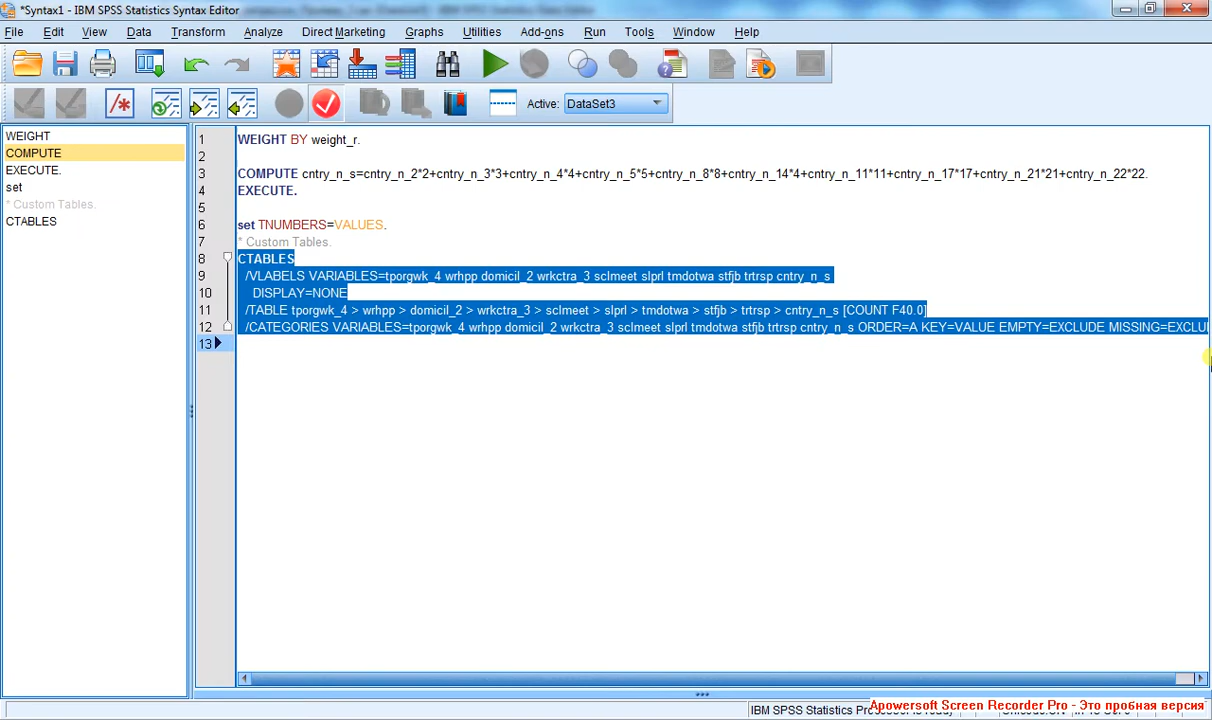 *Syntax1 - IBM SPSS Statistics Syntax Editor
File Edit View Data Transform Analyze Direct Marketing Graphs Utilities Add-ons Run Tools Window Help
Active: DataSet3
WEIGHT
COMPUTE
EXECUTE.
set
* Custom Tables.
CTABLES
1 WEIGHT BY weight_r.
2
3 COMPUTE cntry_n_s=cntry_n_2*2+cntry_n_3*3+cntry_n_4*4+cntry_n_5*5+cntry_n_8*8+cntry_n_14*4+cntry_n_11*11+cntry_n_17*17+cntry_n_21*21+cntry_n_22*22.
4 EXECUTE.
5
6 set TNUMBERS=VALUES.
7 * Custom Tables.
8 CTABLES
9 /VLABELS VARIABLES=tporgwk_4 wrhpp domicil_2 wrkctra_3 sclmeet slprl tmdotwa stfjb trtrsp cntry_n_s
10 DISPLAY=NONE
11 /TABLE tporgwk_4 > wrhpp > domicil_2 > wrkctra_3 > sclmeet > slprl > tmdotwa > stfjb > trtrsp > cntry_n_s [COUNT F40.0]
12 /CATEGORIES VARIABLES=tporgwk_4 wrhpp domicil_2 wrkctra_3 sclmeet slprl tmdotwa stfjb trtrsp cntry_n_s ORDER=A KEY=VALUE EMPTY=EXCLUDE MISSING=EXCLU
13
IBM SPSS Statistics
Apowersoft Screen Recorder Pro - Это пробная версия